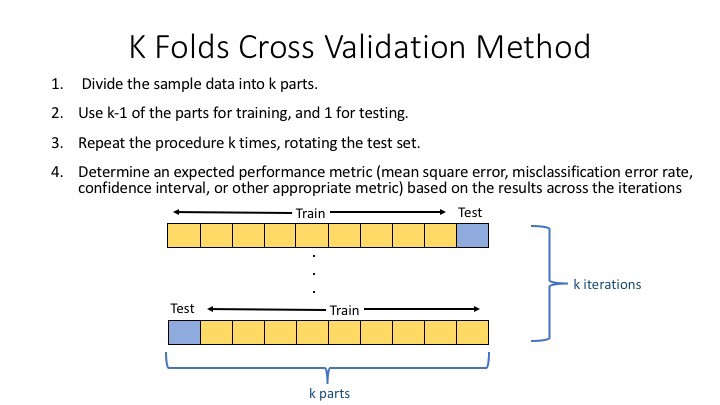 K Folds Cross Validation Method
1. Divide the sample data into k parts.
2. Use k-1 of the parts for training, and 1 for testing.
3. Repeat the procedure k times, rotating the test set.
4. Determine an expected performance metric (mean square error, misclassification error rate,
confidence interval, or other appropriate metric) based on the results across the iterations
Train Test
k iterations
Test Train
k parts